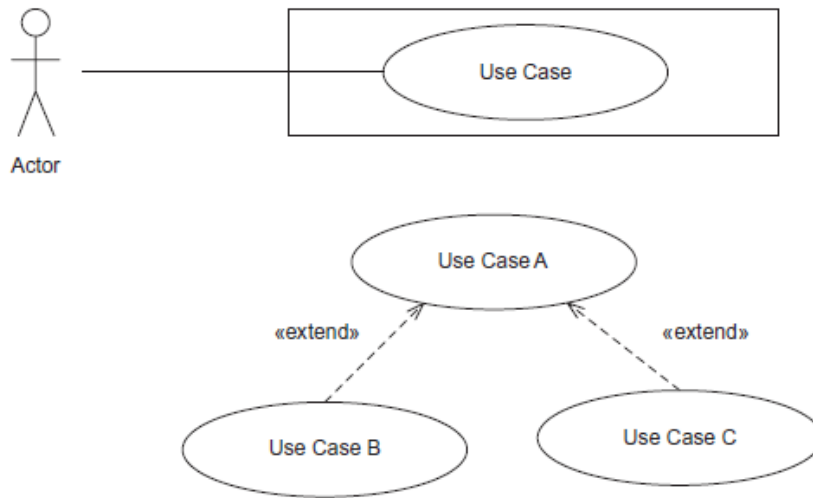 Use Case
Actor
Use Case A
«extend»
«extend»
Use Case B
Use Case C